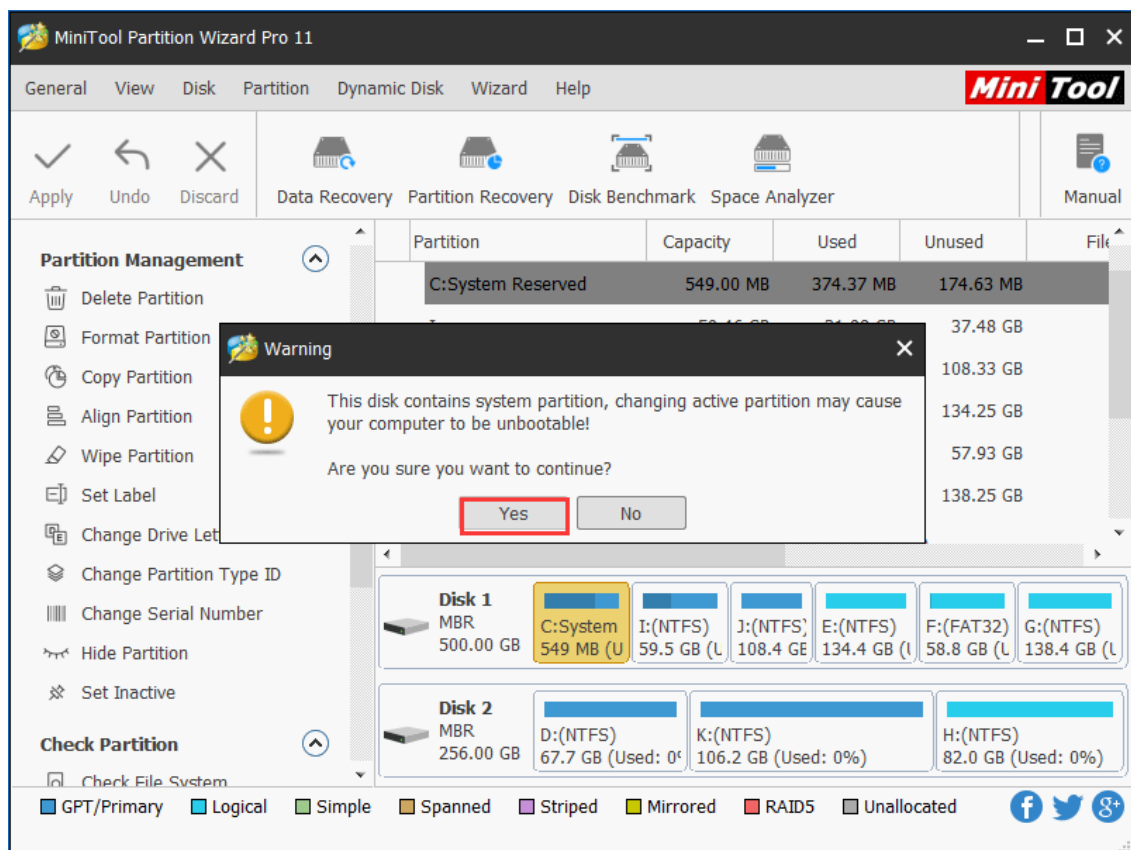 MiniTool Partition Wizard Pro 11
General View Disk Partition Dynamic Disk Wizard Help
Mini Tool
Apply Undo Discard Data Recovery Partition Recovery Disk Benchmark Space Analyzer Manual
Partition Management
Delete Partition
Format Partition
Copy Partition
Align Partition
Wipe Partition
Set Label
Change Drive Let
Change Partition Type ID
Change Serial Number
Hide Partition
Set Inactive
Check Partition
Check File System
Partition Capacity Used Unused File
C:System Reserved 549.00 MB 374.37 MB 174.63 MB
37.48 GB
108.33 GB
134.25 GB
57.93 GB
138.25 GB
Warning
This disk contains system partition, changing active partition may cause
your computer to be unbootable!
Are you sure you want to continue?
Yes No
Disk 1
MBR
500.00 GB
C:System
549 MB (U
I:(NTFS)
59.5 GB (
J:(NTFS)
108.4 GE
E:(NTFS)
134.4 GB (
F:(FAT32)
58.8 GB (
G:(NTFS)
138.4 GB (
Disk 2
MBR
256.00 GB
D:(NTFS)
67.7 GB (Used: 0
K:(NTFS)
106.2 GB (Used: 0%)
H:(NTFS)
82.0 GB (Used: 0%)
GPT/Primary Logical Simple Spanned Striped Mirrored RAID5 Unallocated